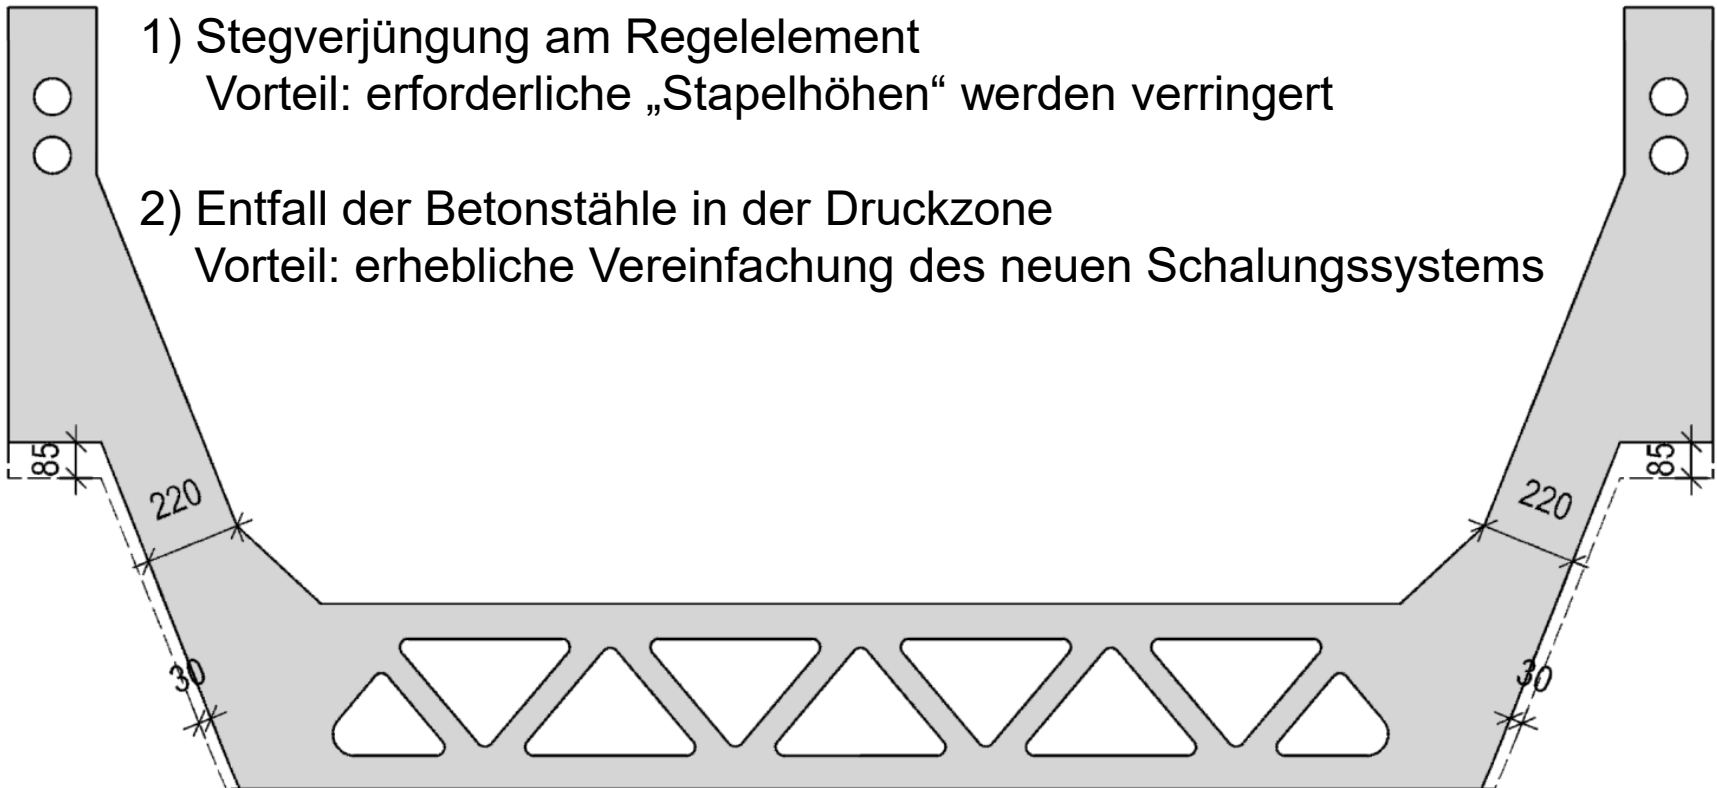 1) Stegverjüngung am Regelelement
Vorteil: erforderliche „Stapelhöhen“ werden verringert
2) Entfall der Betonstähle in der Druckzone
Vorteil: erhebliche Vereinfachung des neuen Schalungssystems
85
85
220
220
30
30